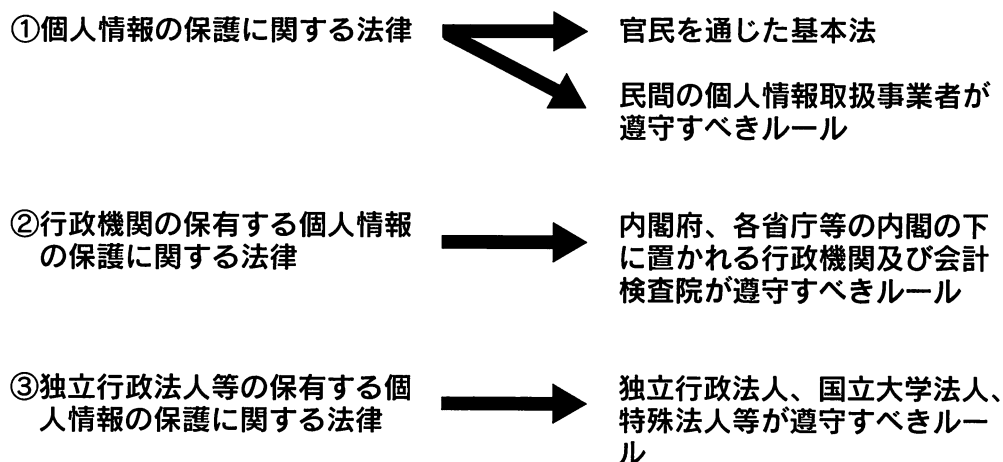 ①個人情報の保護に関する法律
官民を通じた基本法
民間の個人情報取扱事業者が
遵守すべきルール
②行政機関の保有する個人情報
の保護に関する法律
内閣府、各省庁等の内閣の下
に置かれる行政機関及び会計
検査院が遵守すべきルール
③独立行政法人等の保有する個
人情報の保護に関する法律
独立行政法人、国立大学法人、
特殊法人等が遵守すべきルー
ル